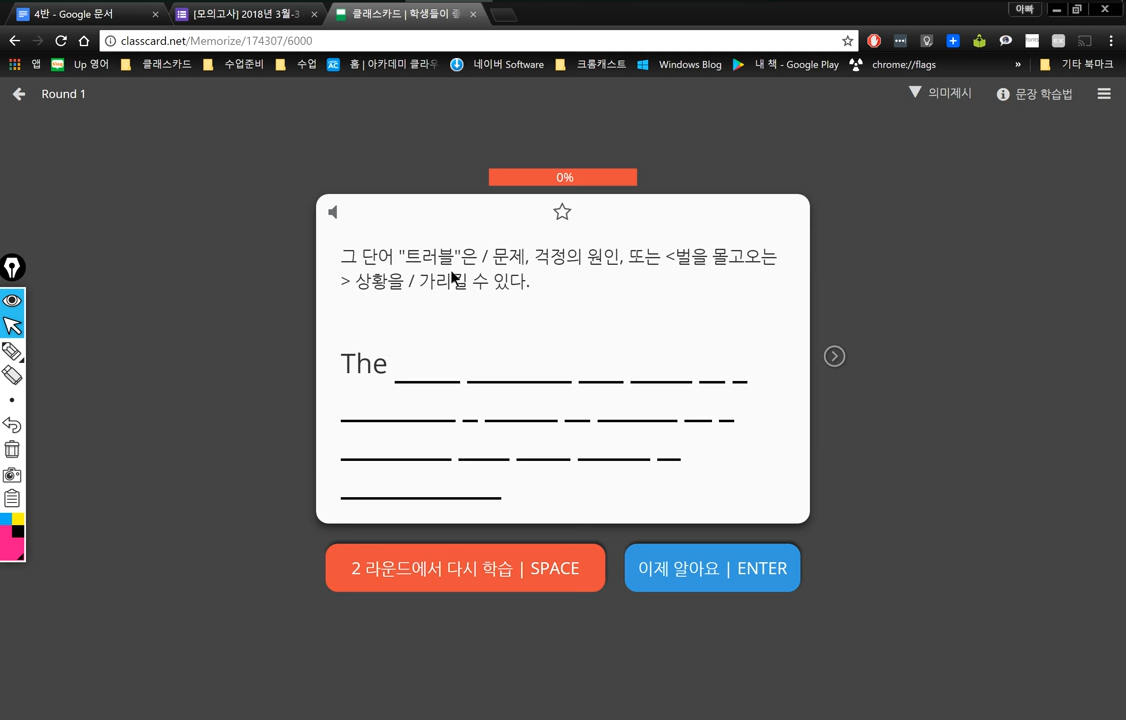 4반 - Google 문서
[모의고사] 2018년 3월-3
클래스카드 | 학생들이 좋
아빠
classcard.net/Memorize/174307/6000
앱
Up 영어
클래스카드
수업준비
수업
홈 | 아카데미 클라우
네이버 Software
크롬캐스트
Windows Blog
내 책 - Google Play
chrome://flags
»
기타 북마크
Round 1
의미제시
문장 학습법
0%
그 단어 "트러블"은 / 문제, 걱정의 원인, 또는 <벌을 몰고오는
> 상황을 / 가리킬 수 있다.
The
2 라운드에서 다시 학습 | SPACE
이제 알아요 | ENTER